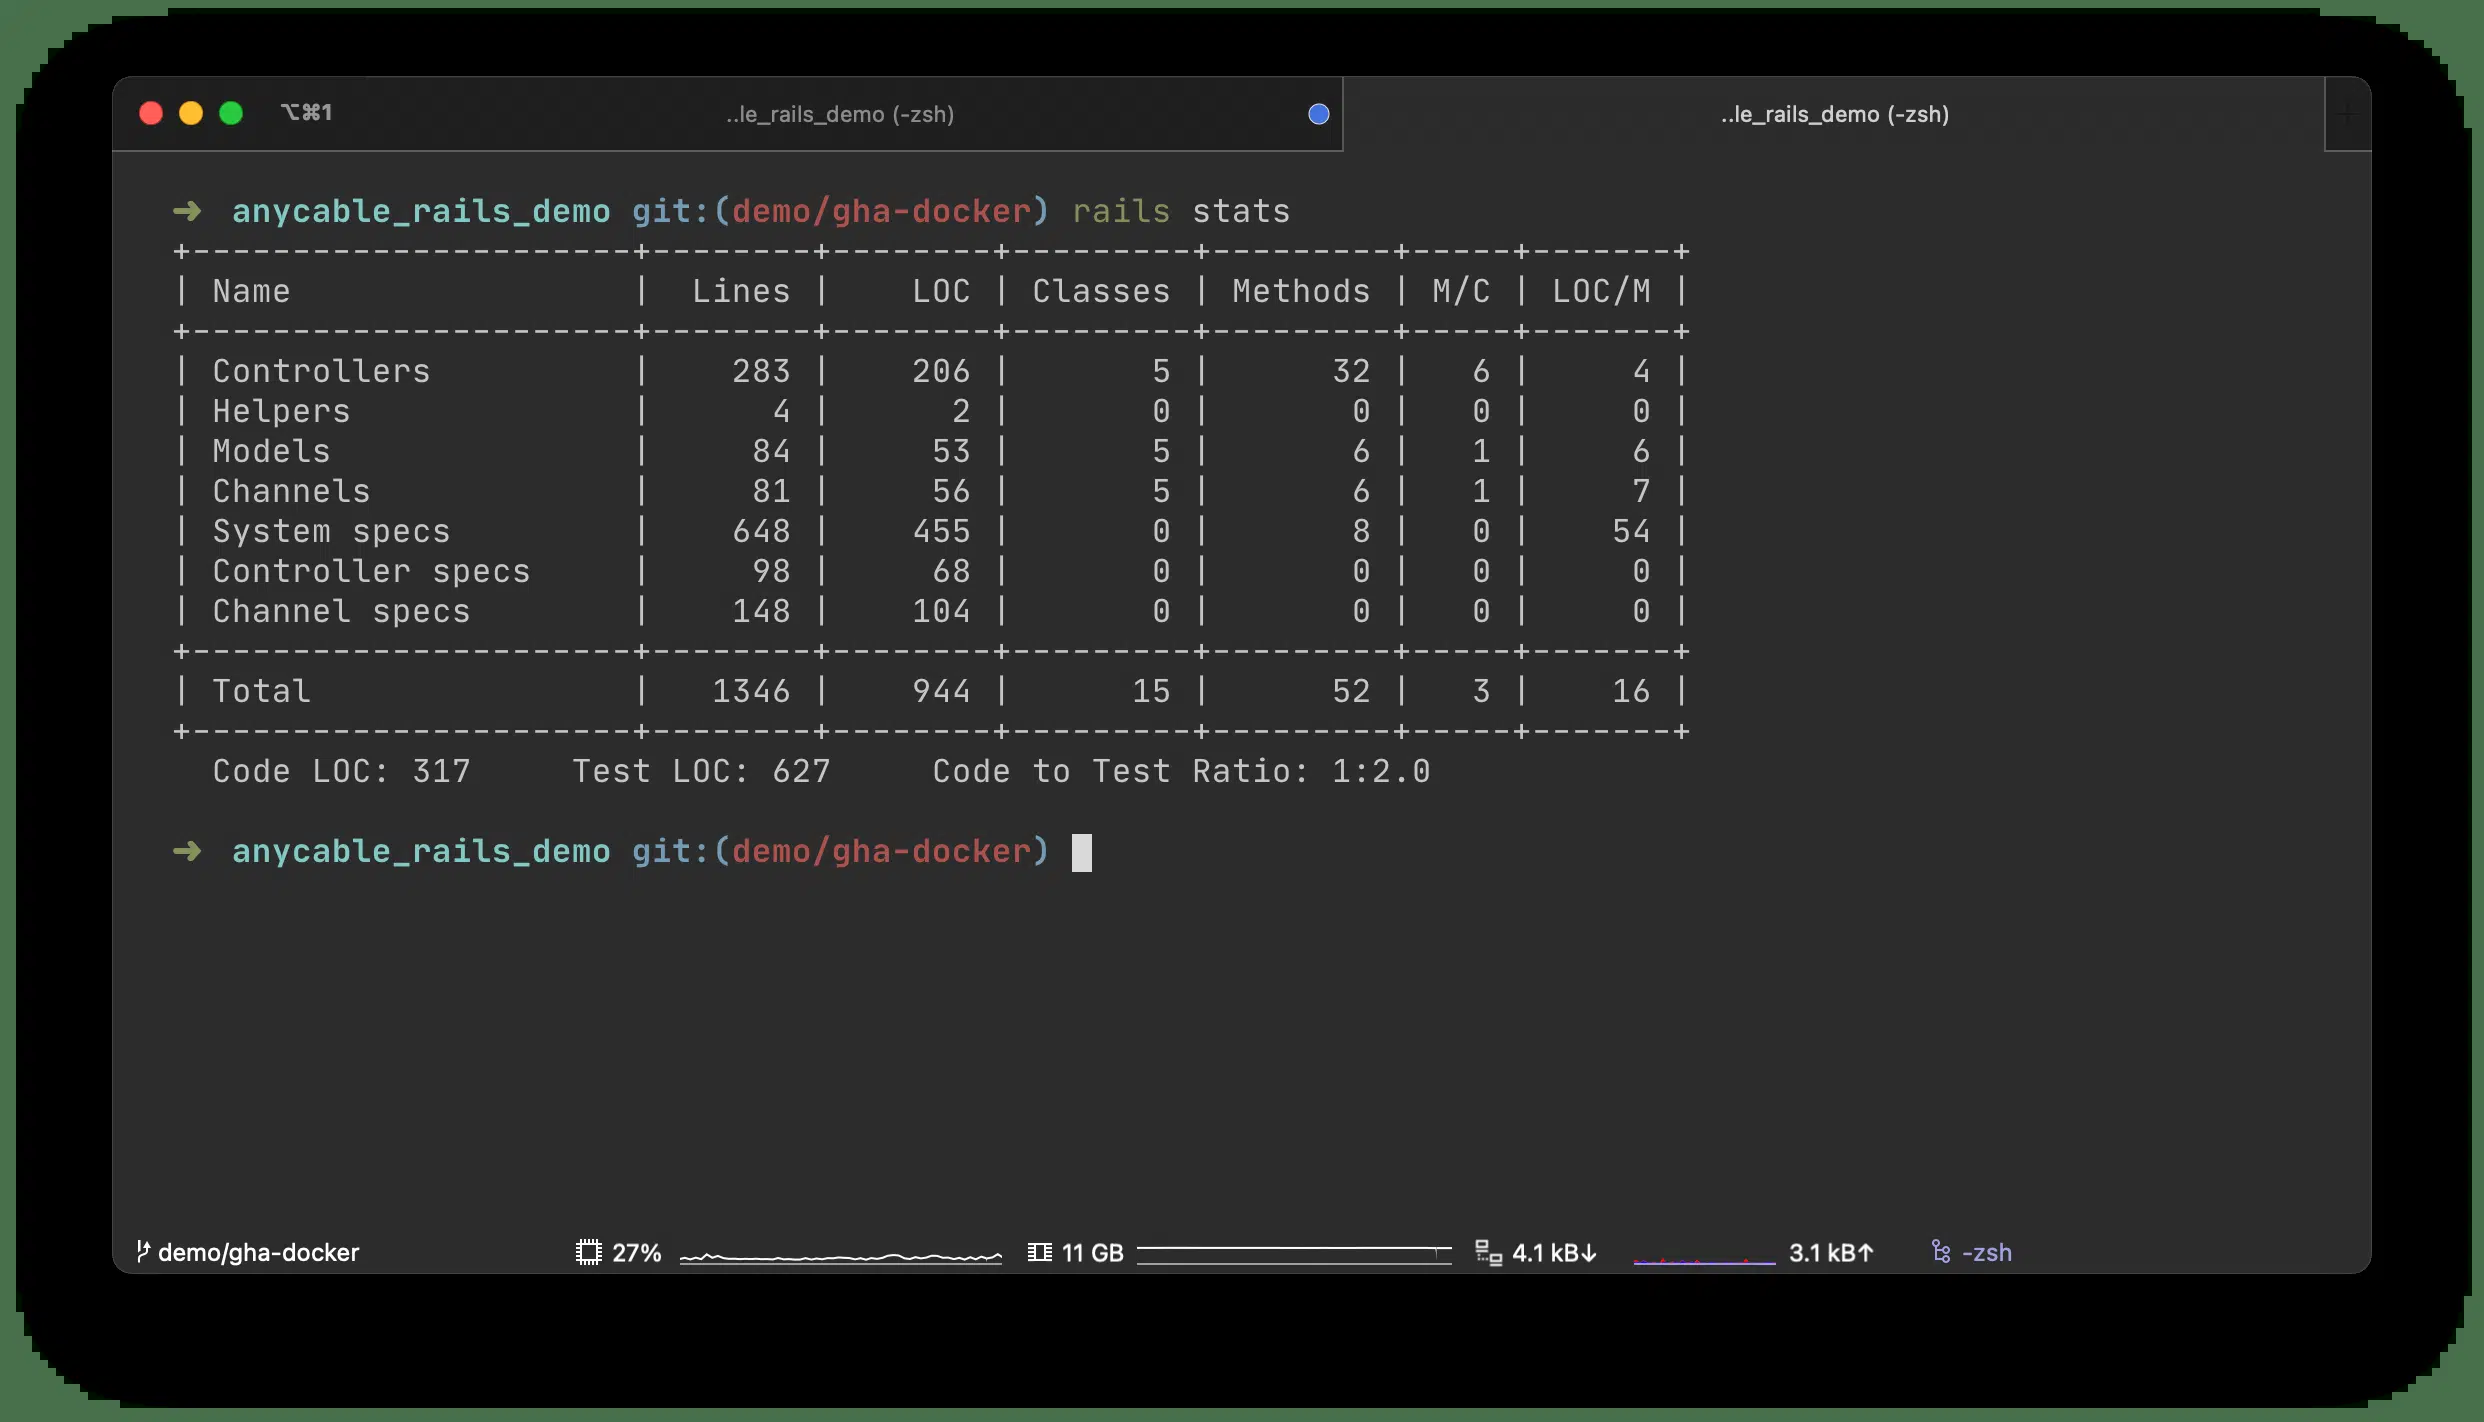 ⌥⌘1 ..le_rails_demo (-zsh) ..le_rails_demo (-zsh) +
➜ anycable_rails_demo git:(demo/gha-docker) rails stats
+----------------------+--------+--------+---------+---------+-----+-------+
| Name                 |  Lines |    LOC | Classes | Methods | M/C | LOC/M |
+----------------------+--------+--------+---------+---------+-----+-------+
| Controllers          |    283 |    206 |       5 |      32 |   6 |     4 |
| Helpers              |      4 |      2 |       0 |       0 |   0 |     0 |
| Models               |     84 |     53 |       5 |       6 |   1 |     6 |
| Channels             |     81 |     56 |       5 |       6 |   1 |     7 |
| System specs         |    648 |    455 |       0 |       8 |   0 |    54 |
| Controller specs     |     98 |     68 |       0 |       0 |   0 |     0 |
| Channel specs        |    148 |    104 |       0 |       0 |   0 |     0 |
+----------------------+--------+--------+---------+---------+-----+-------+
| Total                |   1346 |    944 |      15 |      52 |   3 |    16 |
+----------------------+--------+--------+---------+---------+-----+-------+
  Code LOC: 317     Test LOC: 627     Code to Test Ratio: 1:2.0
➜ anycable_rails_demo git:(demo/gha-docker)
demo/gha-docker 27% 11 GB 4.1 kB↓ 3.1 kB↑ -zsh